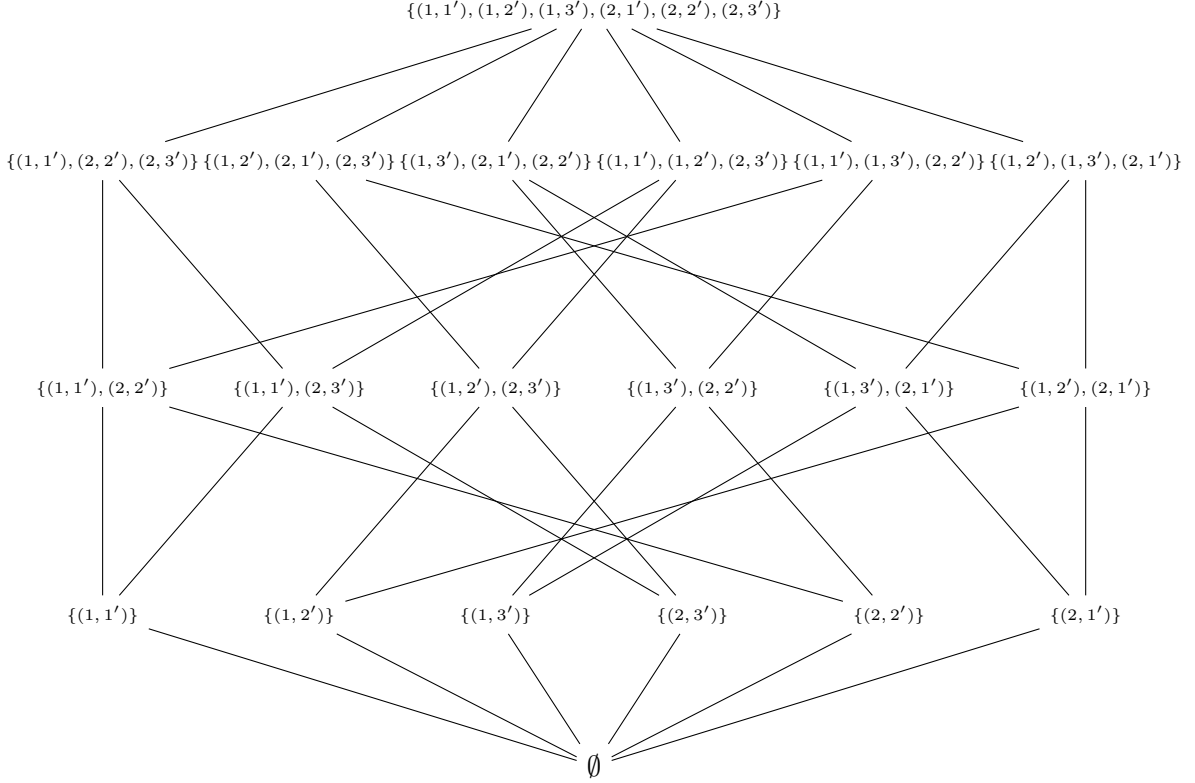 {(1, 1′), (1, 2′), (1, 3′), (2, 1′), (2, 2′), (2, 3′)}
{(1, 1′), (2, 2′), (2, 3′)} {(1, 2′), (2, 1′), (2, 3′)} {(1, 3′), (2, 1′), (2, 2′)} {(1, 1′), (1, 2′), (2, 3′)} {(1, 1′), (1, 3′), (2, 2′)} {(1, 2′), (1, 3′), (2, 1′)}
{(1, 1′), (2, 2′)} {(1, 1′), (2, 3′)} {(1, 2′), (2, 3′)} {(1, 3′), (2, 2′)} {(1, 3′), (2, 1′)} {(1, 2′), (2, 1′)}
{(1, 1′)} {(1, 2′)} {(1, 3′)} {(2, 3′)} {(2, 2′)} {(2, 1′)}
∅